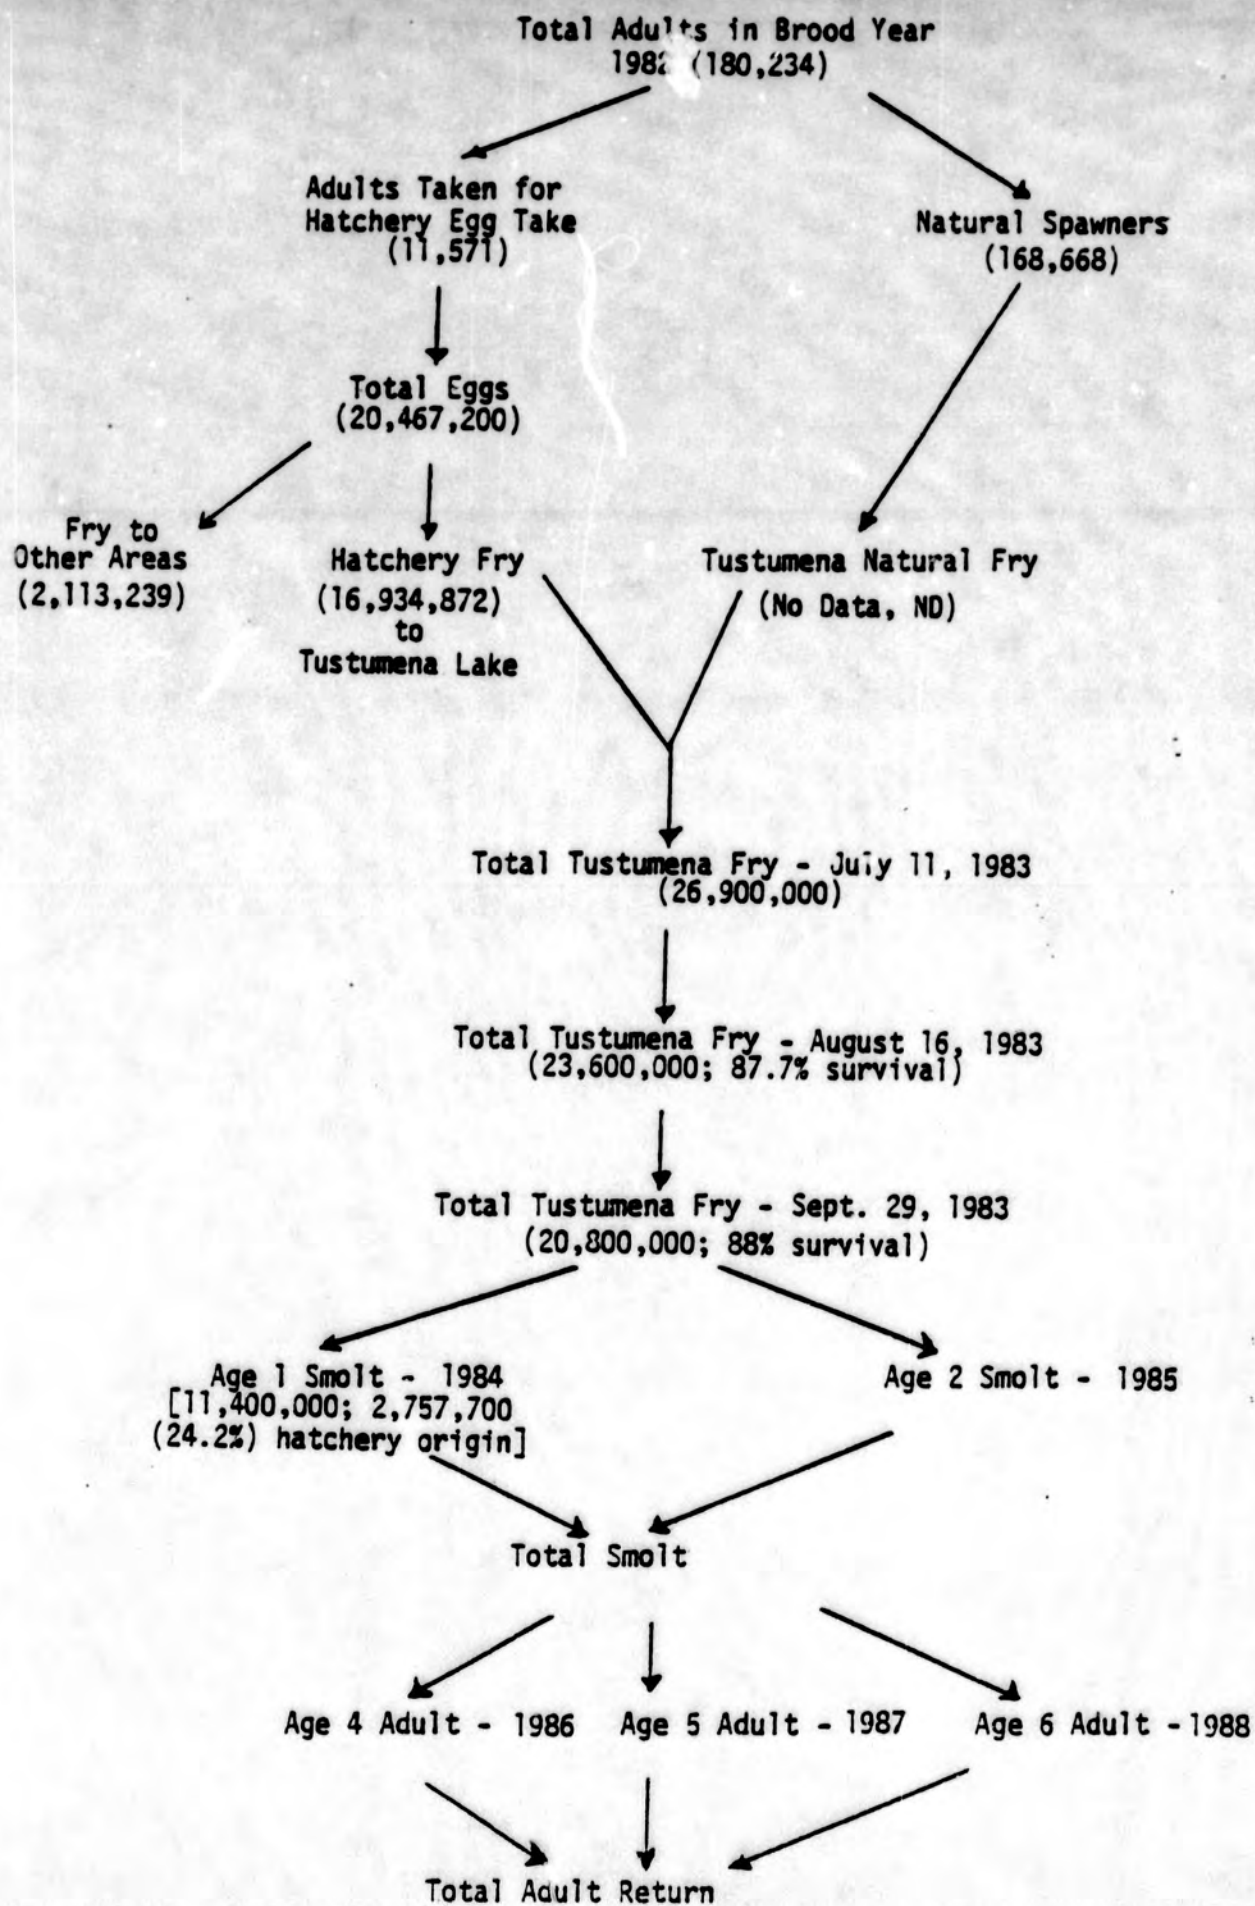 Total Adults in Brood Year
1982 (180,234)
Adults Taken for
Hatchery Egg Take
(11,571)
Natural Spawners
(168,668)
Total Eggs
(20,467,200)
Fry to
Other Areas
(2,113,239)
Hatchery Fry
(16,934,872)
to
Tustumena Lake
Tustumena Natural Fry
(No Data, ND)
Total Tustumena Fry - July 11, 1983
(26,900,000)
Total Tustumena Fry - August 16, 1983
(23,600,000; 87.7% survival)
Total Tustumena Fry - Sept. 29, 1983
(20,800,000; 88% survival)
Age 1 Smolt - 1984
[11,400,000; 2,757,700
(24.2%) hatchery origin]
Age 2 Smolt - 1985
Total Smolt
Age 4 Adult - 1986
Age 5 Adult - 1987
Age 6 Adult - 1988
Total Adult Return